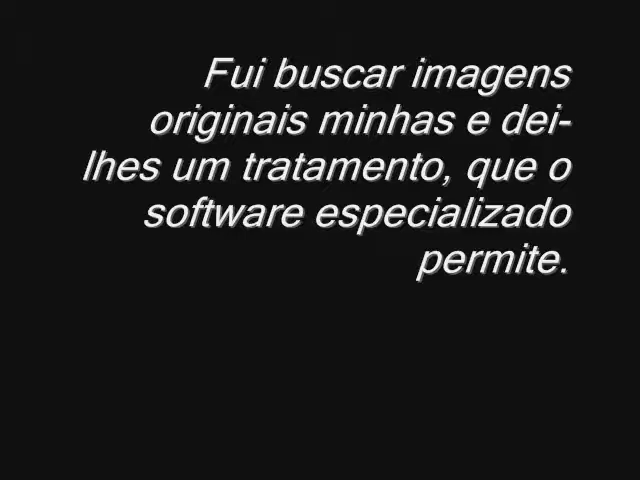 Fui buscar imagens
originais minhas e dei-
lhes um tratamento, que o
software especializado
permite.